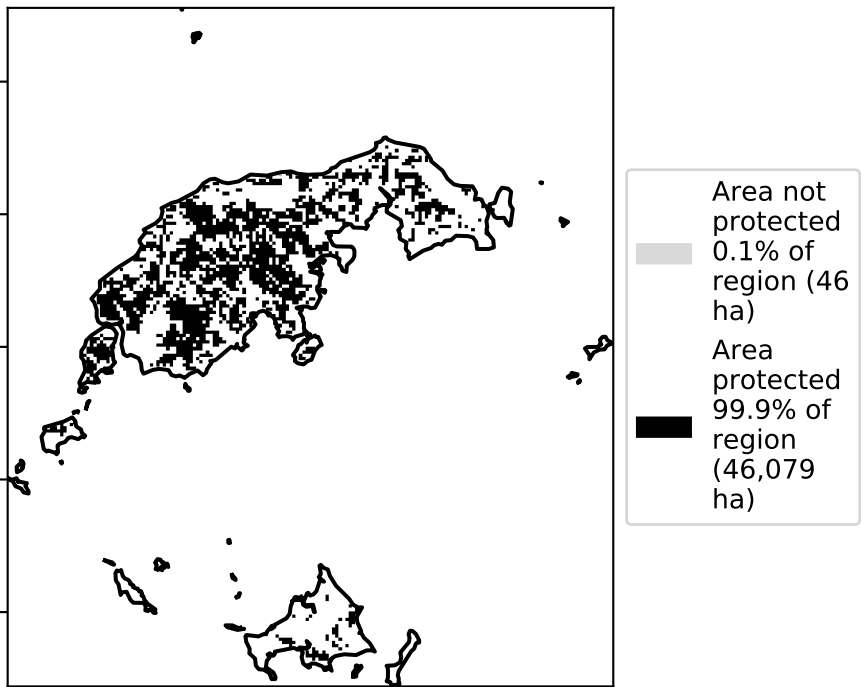 Area not
protected
0.1% of
region (46
ha)
Area
protected
99.9% of
region
(46,079
ha)